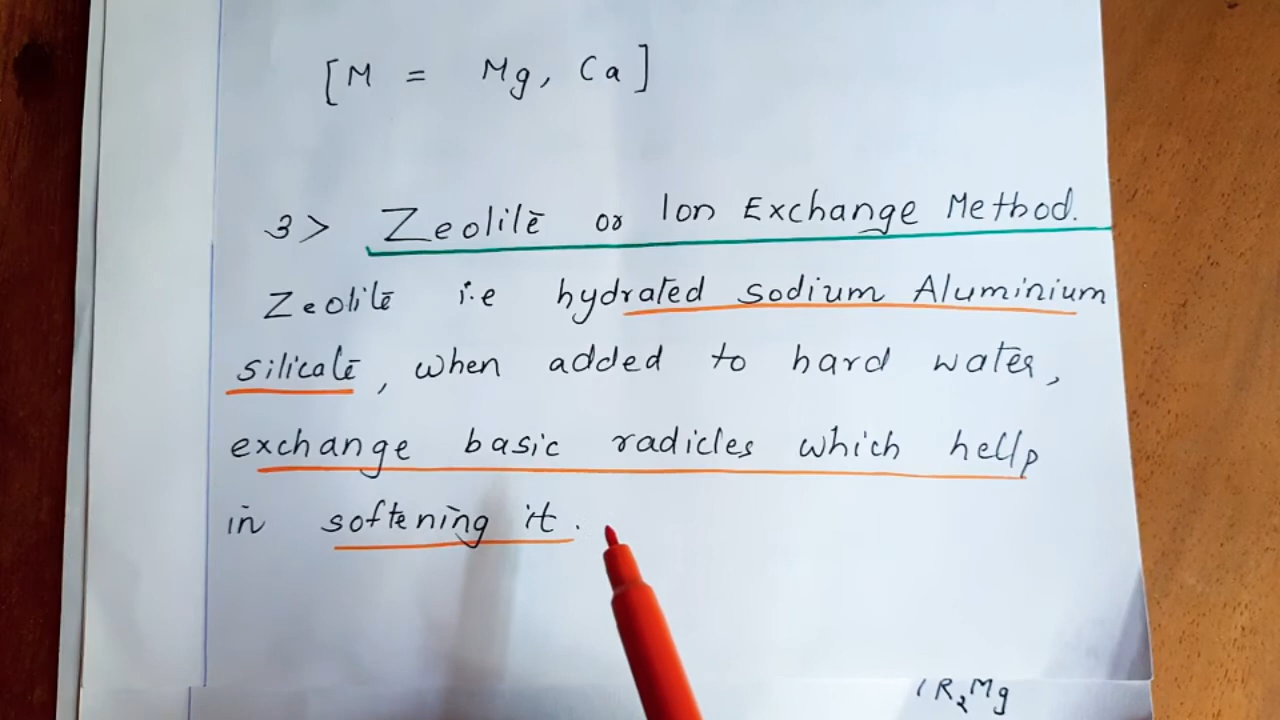 [M = Mg, Ca]
3> Zeolite or Ion Exchange Method.
Zeolite i.e hydrated sodium Aluminium
silicate, when added to hard water,
exchange basic radicles which hellp
in softening it.
(R₂Mg